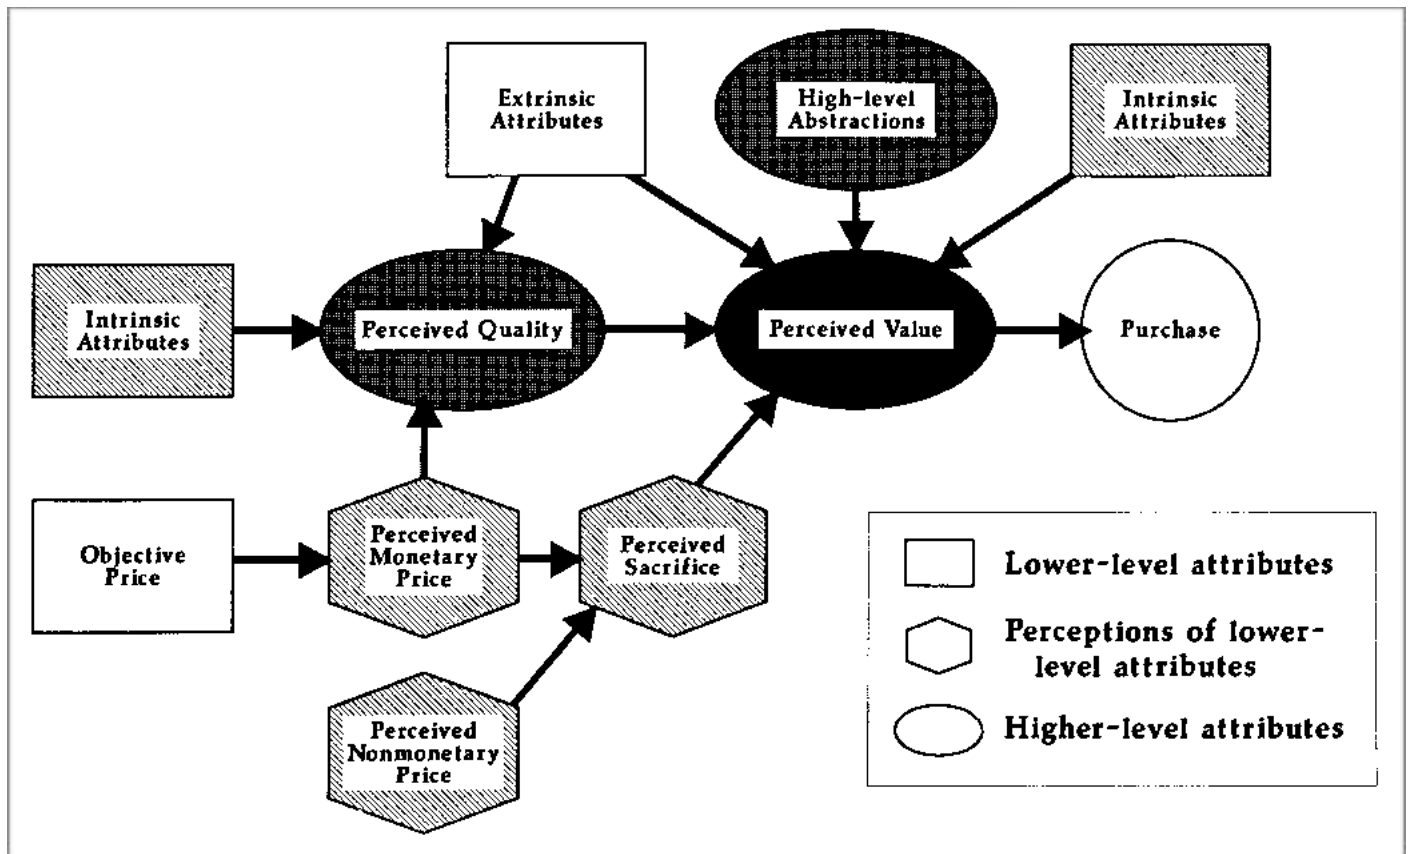 Extrinsic
Attributes
High-level
Abstractions
Intrinsic
Attributes
Intrinsic
Attributes
Perceived Quality
Perceived Value
Purchase
Objective
Price
Perceived
Monetary
Price
Perceived
Sacrifice
Perceived
Nonmonetary
Price
Lower-level attributes
Perceptions of lower-
level attributes
Higher-level attributes